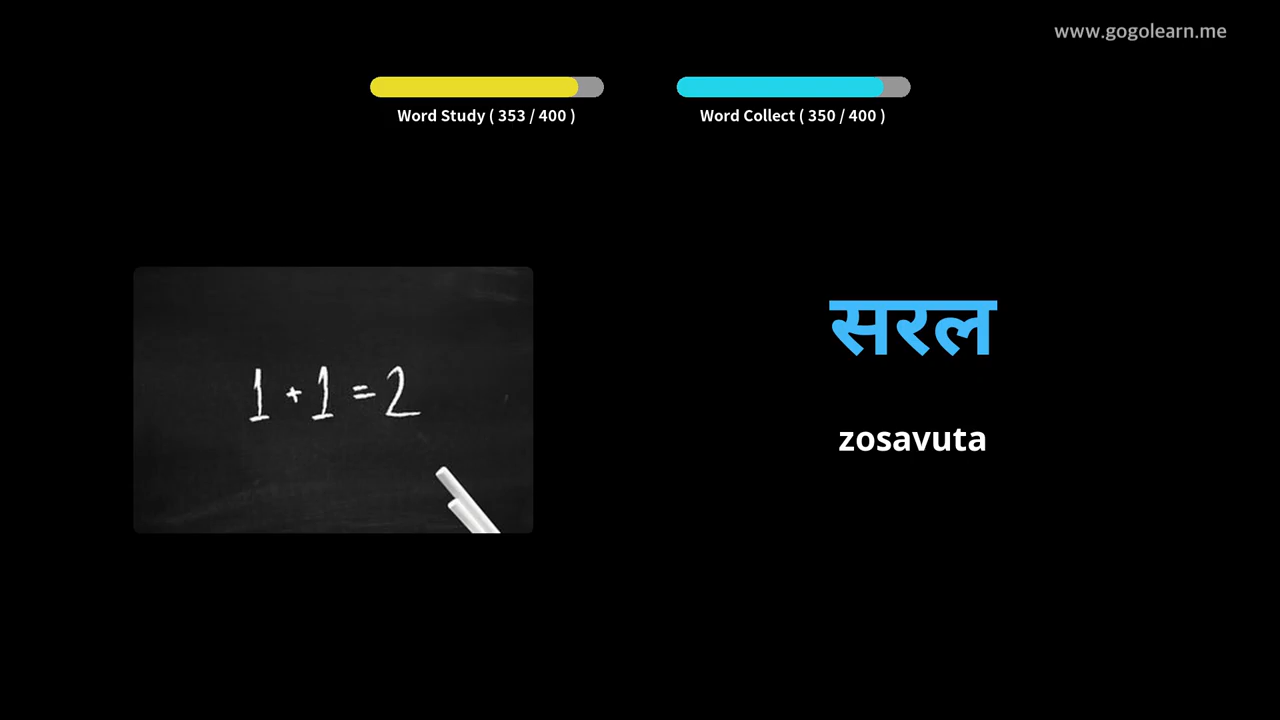 www.gogolearn.me
Word Study ( 353 / 400 )
Word Collect ( 350 / 400 )
1 + 1 = 2
सरल
zosavuta